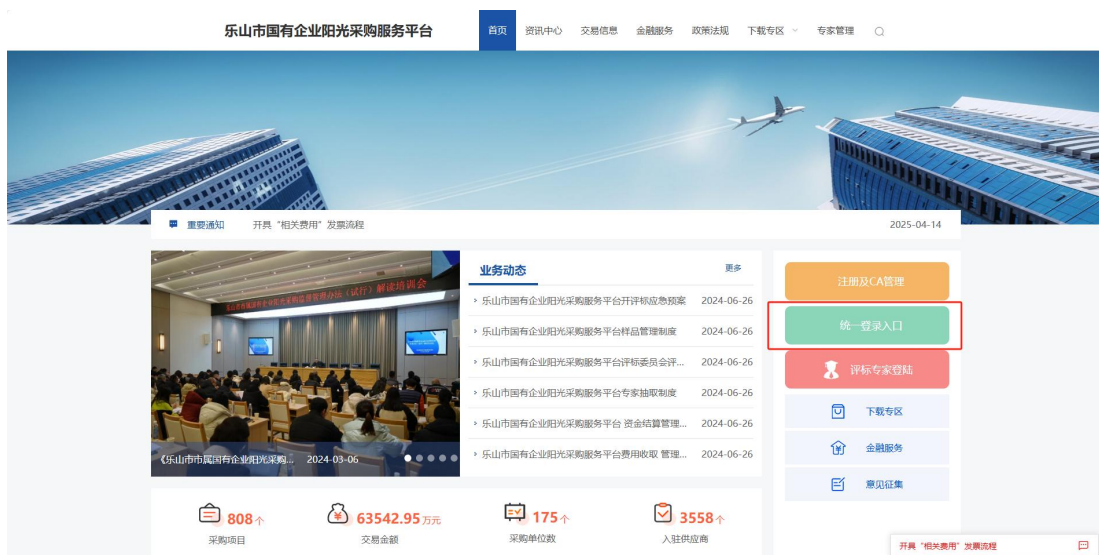 乐山市国有企业阳光采购服务平台
首页 资讯中心 交易信息 金融服务 政策法规 下载专区 专家管理
重要通知 开具“相关费用”发票流程 2025-04-14
业务动态 更多
乐山市国有企业阳光采购服务平台开评标应急预案 2024-06-26
乐山市国有企业阳光采购服务平台样品管理制度 2024-06-26
乐山市国有企业阳光采购服务平台评标委员会评... 2024-06-26
乐山市国有企业阳光采购服务平台专家抽取制度 2024-06-26
乐山市国有企业阳光采购服务平台 资金结算管理... 2024-06-26
乐山市国有企业阳光采购服务平台费用收取 管理... 2024-06-26
《乐山市市属国有企业阳光采购... 2024-03-06
注册及CA管理
统一登录入口
评标专家登陆
下载专区
金融服务
意见征集
808个 63542.95万元 175个 3558个
采购项目 交易金额 采购单位数 入驻供应商
开具“相关费用”发票流程